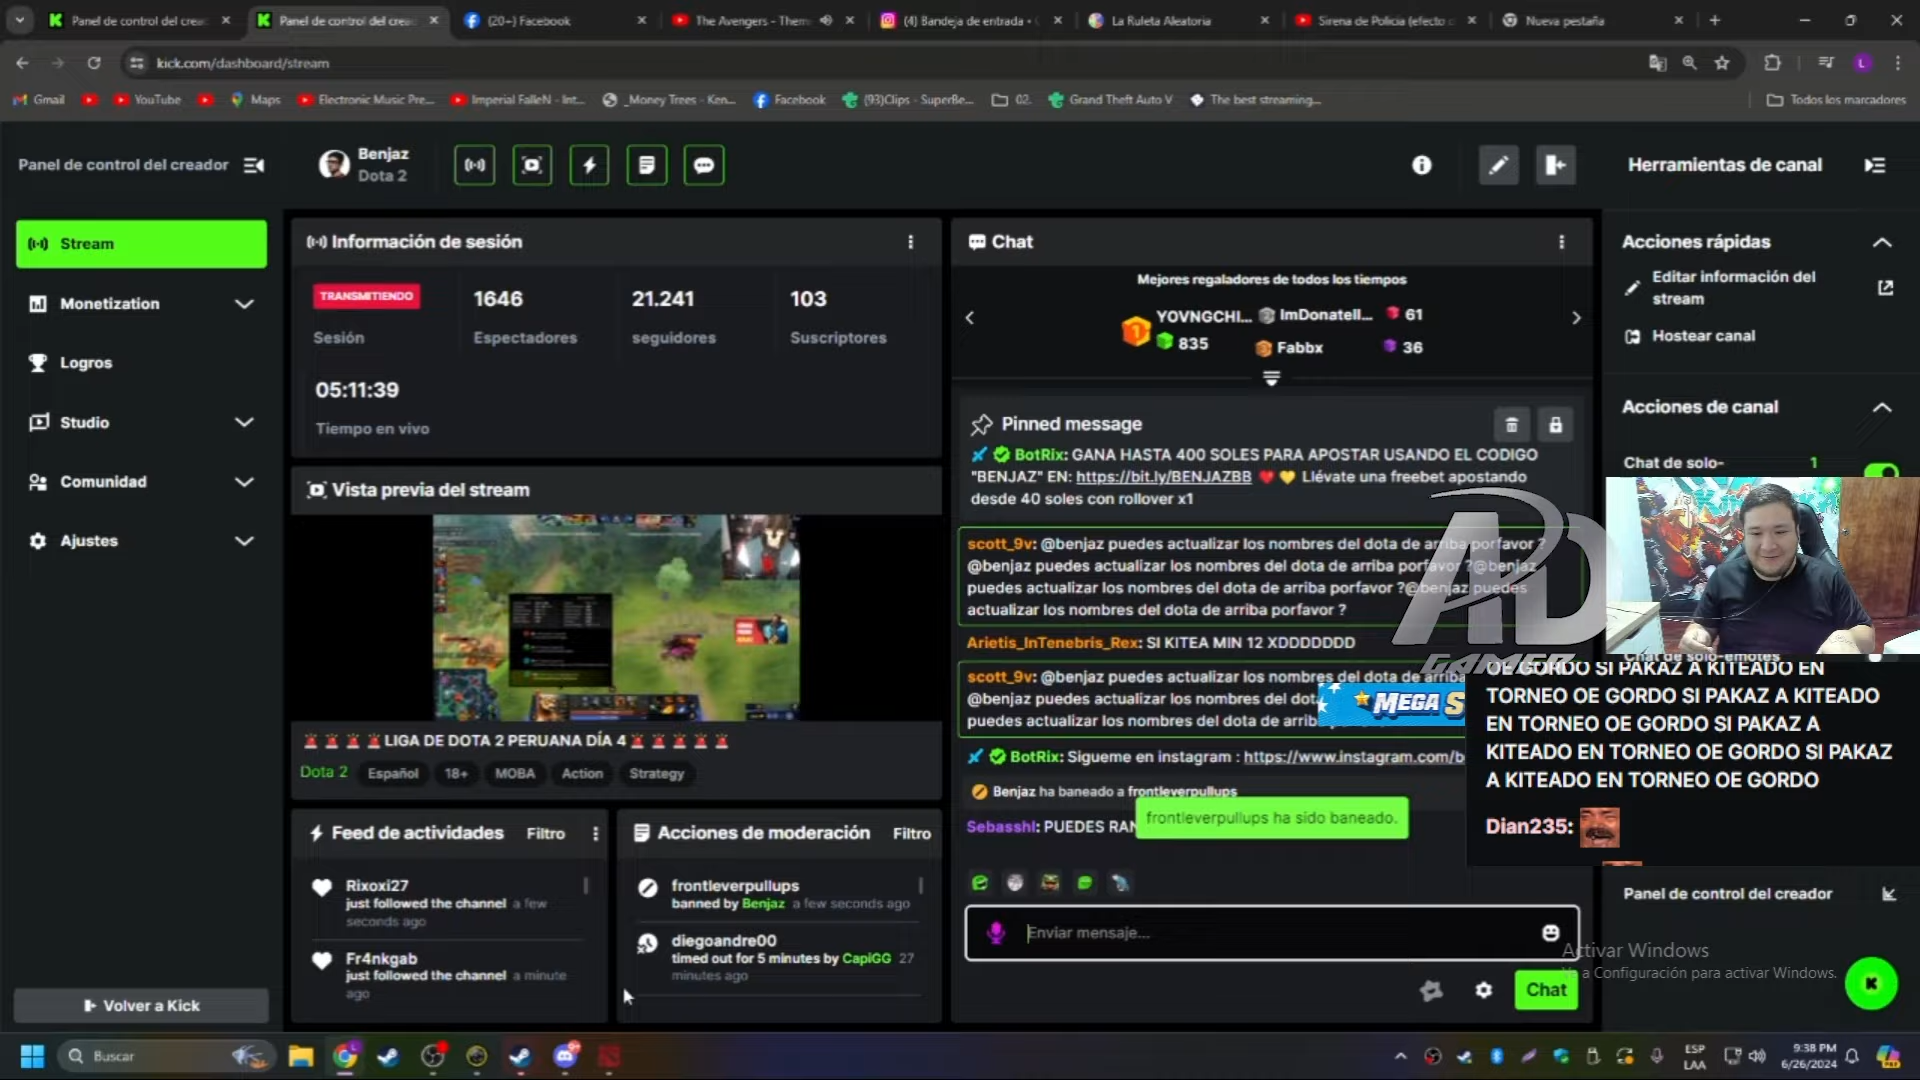 Panel de control del crea
Panel de control del crea
(20+) Facebook
The Avengers - Them
(4) Bandeja de entrada •
La Ruleta Aleatoria
Sirena de Policia (efecto
Nueva pestaña
kick.com/dashboard/stream
Gmail
YouTube
Maps
Electronic Music Pre...
Imperial FalleN - Int...
_Money Trees - Ken...
Facebook
(93)Clips - SuperBe...
02.
Grand Theft Auto V
The best streaming...
Todos los marcadores
Panel de control del creador
Benjaz
Dota 2
Herramientas de canal
Stream
Monetization
Logros
Studio
Comunidad
Ajustes
Volver a Kick
Información de sesión
TRANSMITIENDO
Sesión
1646
Espectadores
21.241
seguidores
103
Suscriptores
05:11:39
Tiempo en vivo
Vista previa del stream
LIGA DE DOTA 2 PERUANA DÍA 4
Dota 2
Español
18+
MOBA
Action
Strategy
Feed de actividades
Filtro
Rixoxi27
just followed the channel a few
seconds ago
Fr4nkgab
just followed the channel a minute
ago
Acciones de moderación
Filtro
frontleverpullups
banned by Benjaz a few seconds ago
diegoandre00
timed out for 5 minutes by CapiGG 27
minutes ago
Chat
Mejores regaladores de todos los tiempos
YOVNGCHI...
835
ImDonatell...
61
Fabbx
36
Pinned message
BotRix: GANA HASTA 400 SOLES PARA APOSTAR USANDO EL CODIGO
"BENJAZ" EN: https://bit.ly/BENJAZBB Llévate una freebet apostando
desde 40 soles con rollover x1
scott_9v: @benjaz puedes actualizar los nombres del dota de arriba porfavor ?
@benjaz puedes actualizar los nombres del dota de arriba porfavor ?@benjaz
puedes actualizar los nombres del dota de arriba porfavor ?@benjaz puedes
actualizar los nombres del dota de arriba porfavor ?
Arietis_InTenebris_Rex: SI KITEA MIN 12 XDDDDDDD
scott_9v: @benjaz puedes actualizar los nombres del dota de arriba
@benjaz puedes actualizar los nombres del dot
puedes actualizar los nombres del dota de arrib
BotRix: Sigueme en instagram : https://www.instagram.com/b
Benjaz ha baneado a frontleverpullups
Sebasshl: PUEDES RAN
frontleverpullups ha sido baneado.
Enviar mensaje...
Chat
Acciones rápidas
Editar información del
stream
Hostear canal
Acciones de canal
Chat de solo-
1
AD
GAMER
Chat de solo-emotes
MEGA S
OE GORDO SI PAKAZ A KITEADO EN
TORNEO OE GORDO SI PAKAZ A KITEADO
EN TORNEO OE GORDO SI PAKAZ A
KITEADO EN TORNEO OE GORDO SI PAKAZ
A KITEADO EN TORNEO OE GORDO
Dian235:
Panel de control del creador
Activar Windows
Ve a Configuración para activar Windows.
Buscar
ESP
LAA
9:38 PM
6/26/2024